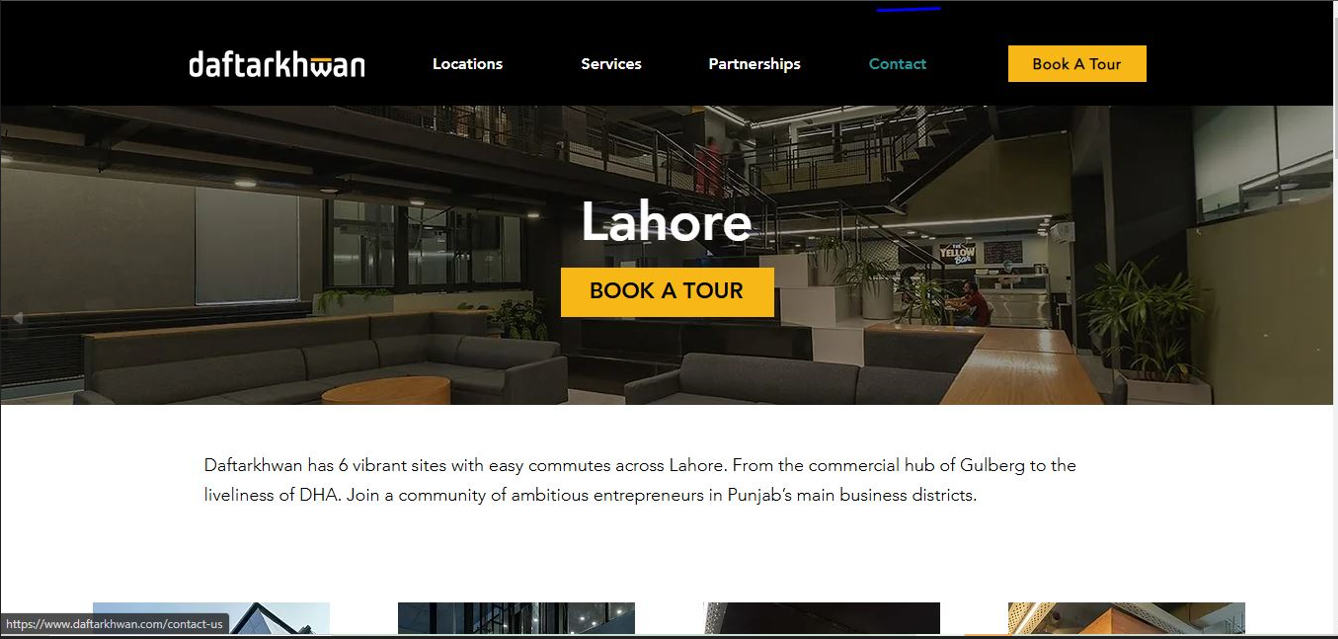 daftarkhwan
Locations
Services
Partnerships
Contact
Book A Tour
Lahore
THE
YELLOW
Bar
BOOK A TOUR
Daftarkhwan has 6 vibrant sites with easy commutes across Lahore. From the commercial hub of Gulberg to the
liveliness of DHA. Join a community of ambitious entrepreneurs in Punjab's main business districts.
https://www.daftarkhwan.com/contact-us